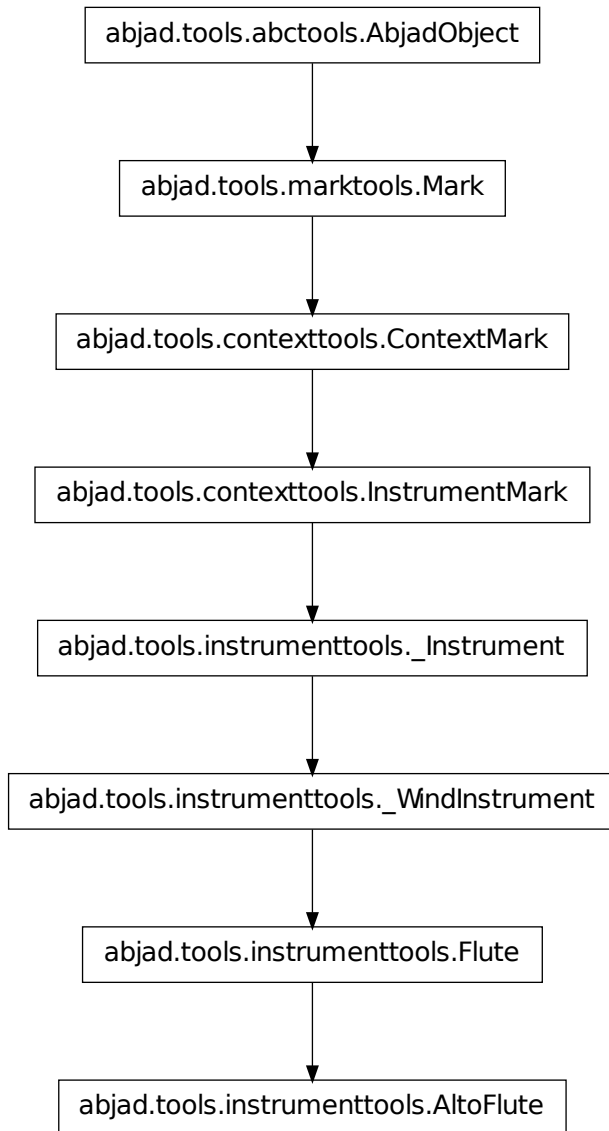 abjad.tools.abctools.AbjadObject
abjad.tools.marktools.Mark
abjad.tools.contexttools.ContextMark
abjad.tools.contexttools.InstrumentMark
abjad.tools.instrumenttools._Instrument
abjad.tools.instrumenttools._WindInstrument
abjad.tools.instrumenttools.Flute
abjad.tools.instrumenttools.AltoFlute